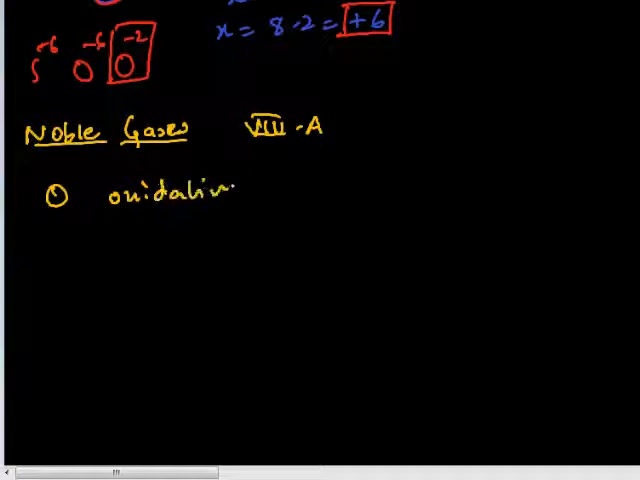 x = 8 - 2 = +6
-6 -6 -2
S O O
Noble Gases VIII-A
① oxidation